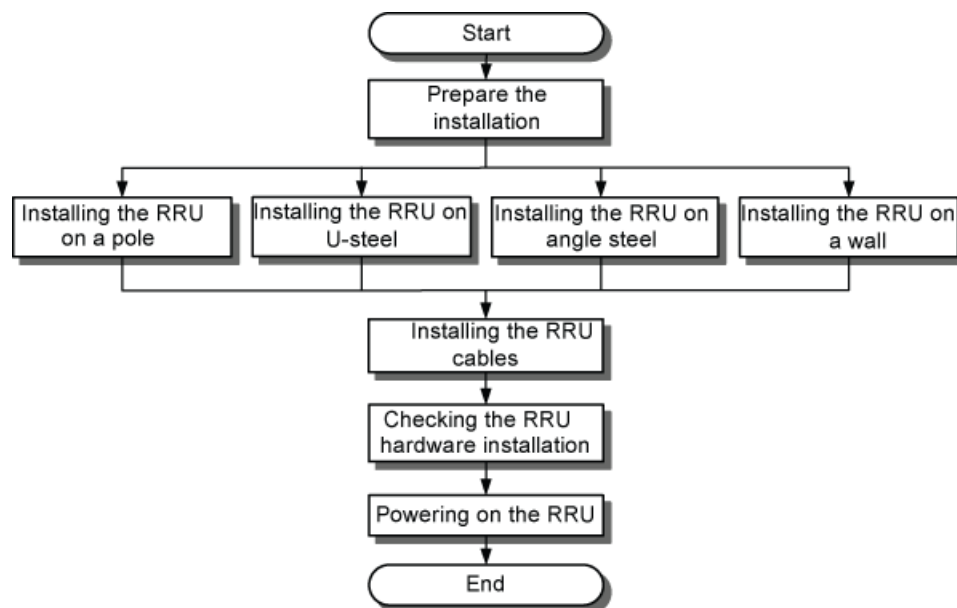 Start
Prepare the
installation
Installing the RRU
on a pole
Installing the RRU on
U-steel
Installing the RRU on
angle steel
Installing the RRU on
a wall
Installing the RRU
cables
Checking the RRU
hardware installation
Powering on the RRU
End